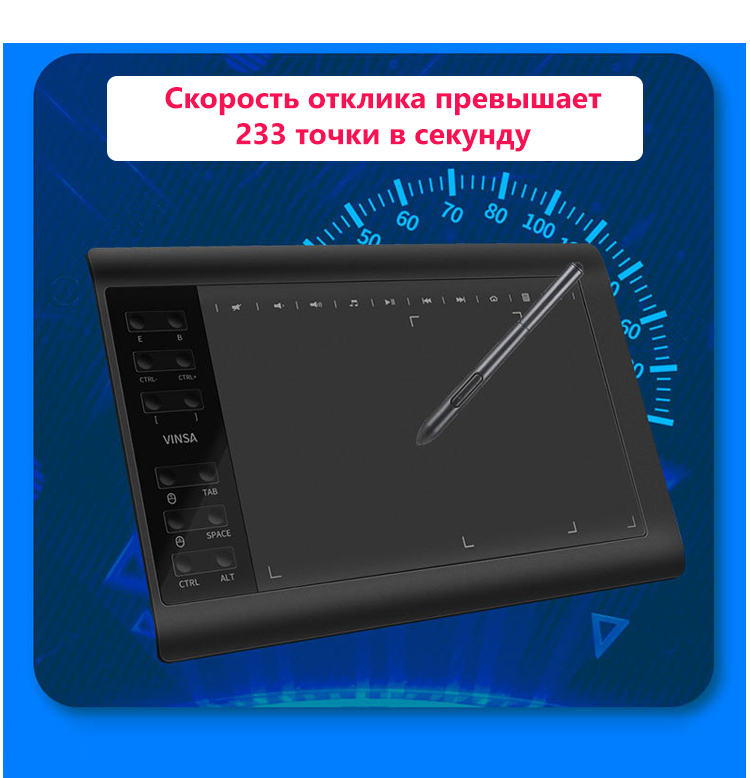 Скорость отклика превышает
233 точки в секунду
50 60 70 80 100
60
E B
CTRL- CTRL+
[ ]
VINSA
TAB
SPACE
CTRL ALT